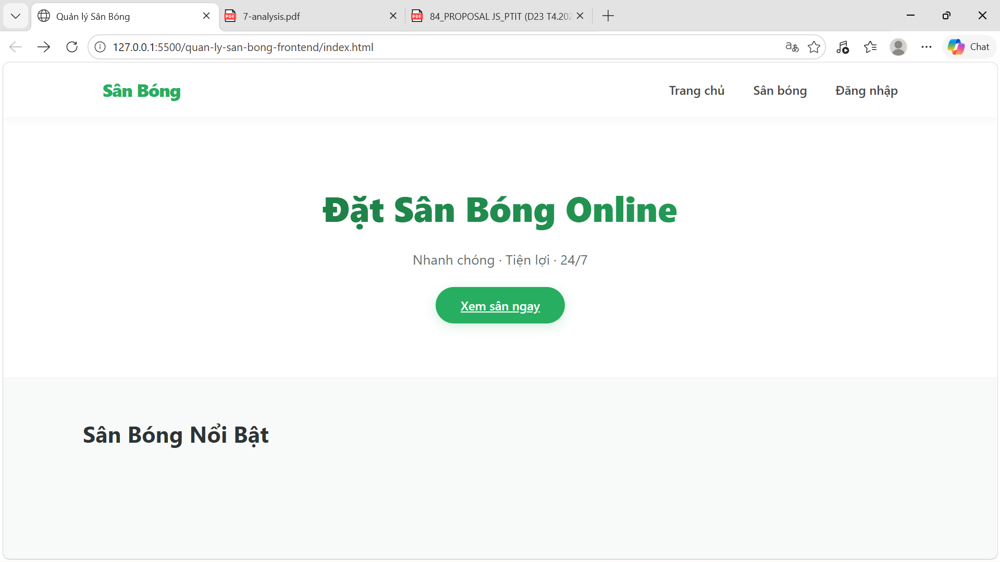 Quản lý Sân Bóng
7-analysis.pdf
84_PROPOSAL JS_PTIT (D23 T4.202
127.0.0.1:5500/quan-ly-san-bong-frontend/index.html
Chat
Sân Bóng
Trang chủ
Sân bóng
Đăng nhập
Đặt Sân Bóng Online
Nhanh chóng · Tiện lợi · 24/7
Xem sân ngay
Sân Bóng Nổi Bật